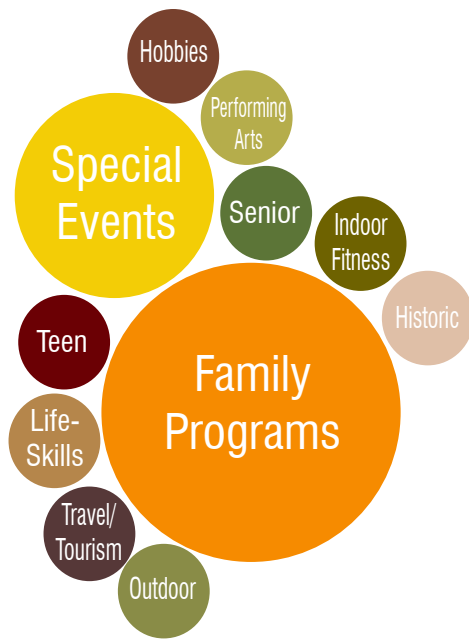 Hobbies
Performing
Arts
Special
Events
Senior
Indoor
Fitness
Historic
Teen
Family
Programs
Life-
Skills
Travel/
Tourism
Outdoor